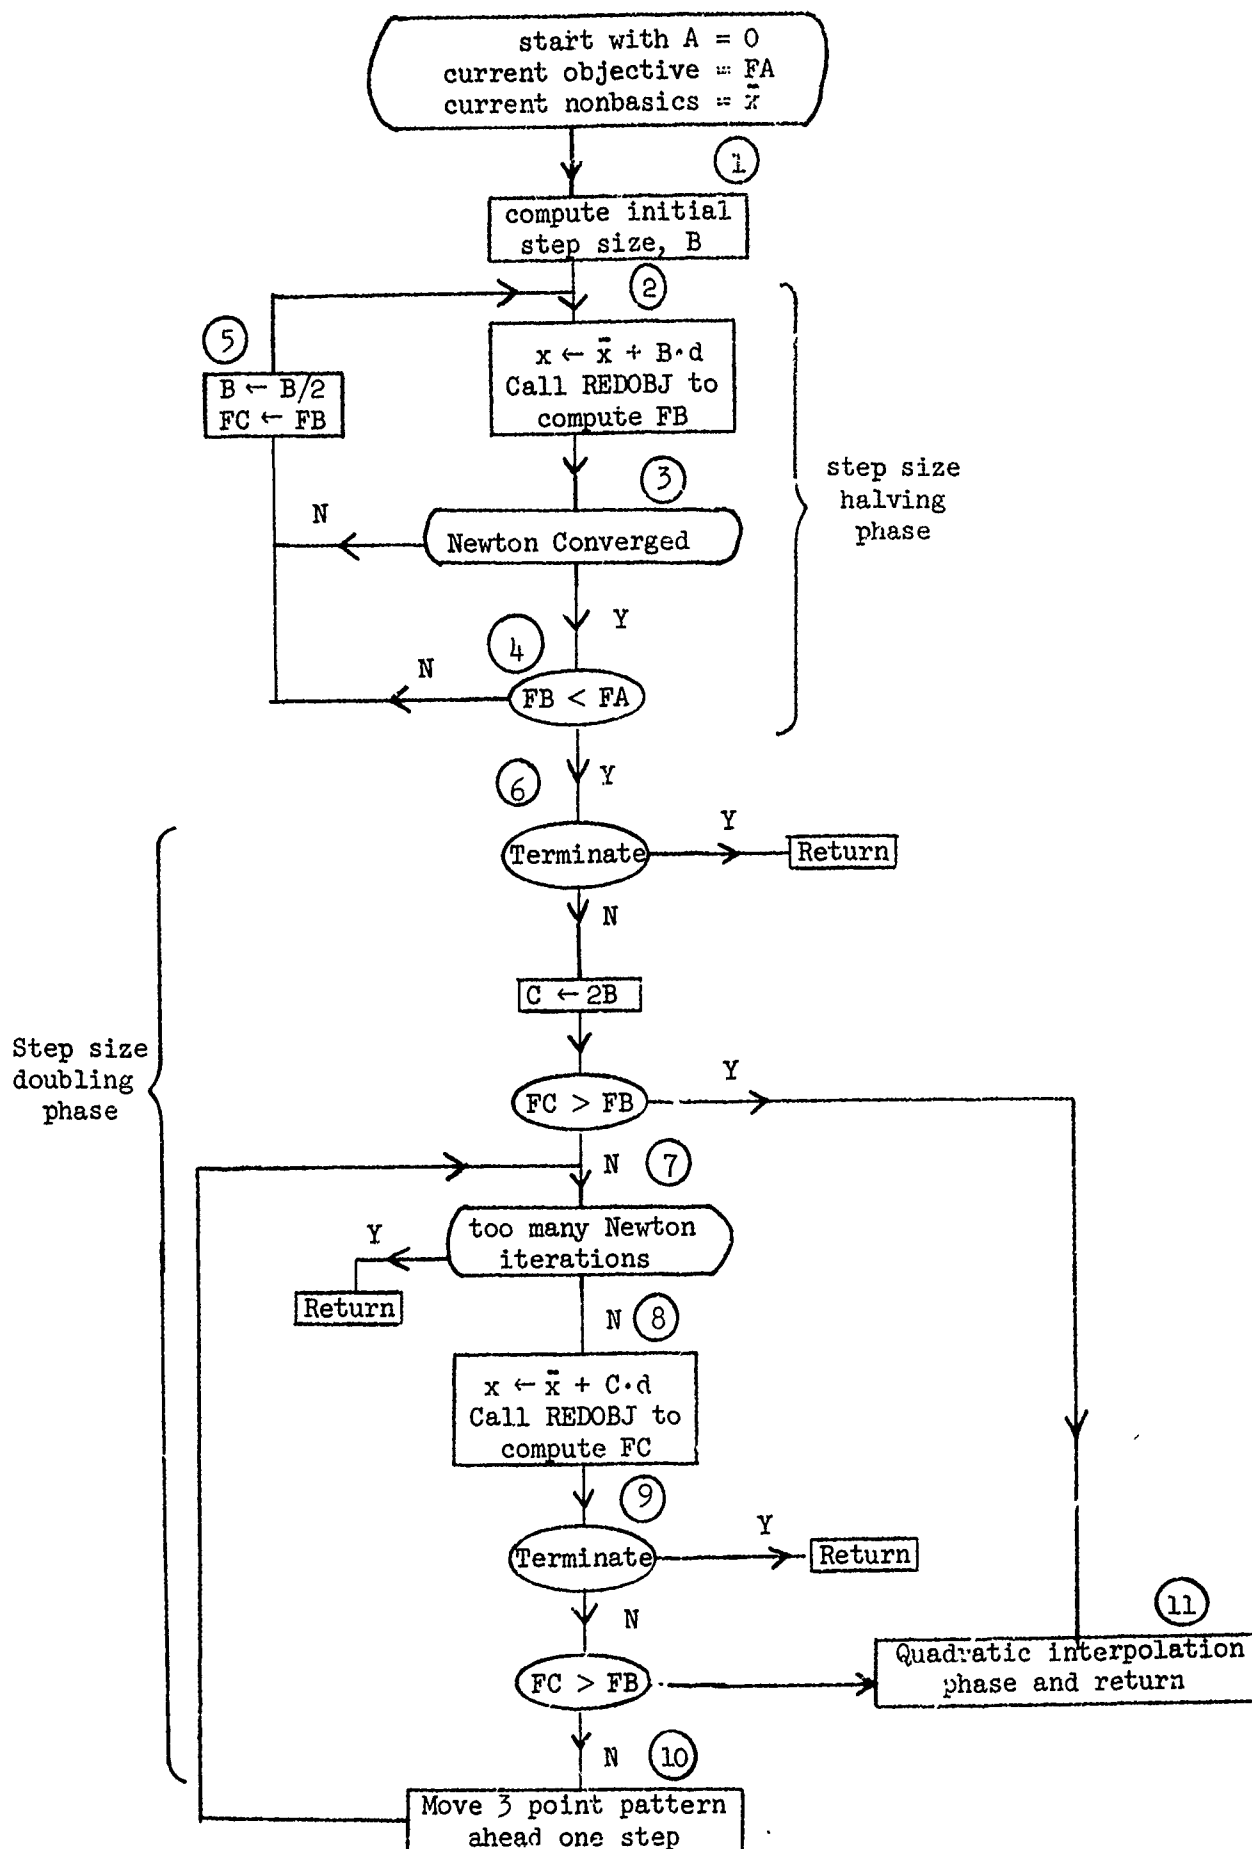 start with A = 0
current objective = FA
current nonbasics = x̄
1
compute initial
step size, B
2
5
x ← x̄ + B·d
Call REDOBJ to
compute FB
B ← B/2
FC ← FB
3
step size
halving
phase
N
Newton Converged
Y
4
N
FB < FA
6
Y
Terminate
Y
Return
N
C ← 2B
Step size
doubling
phase
FC > FB
Y
N
7
too many Newton
iterations
Y
Return
N
8
x ← x̄ + C·d
Call REDOBJ to
compute FC
9
Terminate
Y
Return
N
11
Quadratic interpolation
phase and return
FC > FB
N
10
Move 3 point pattern
ahead one step